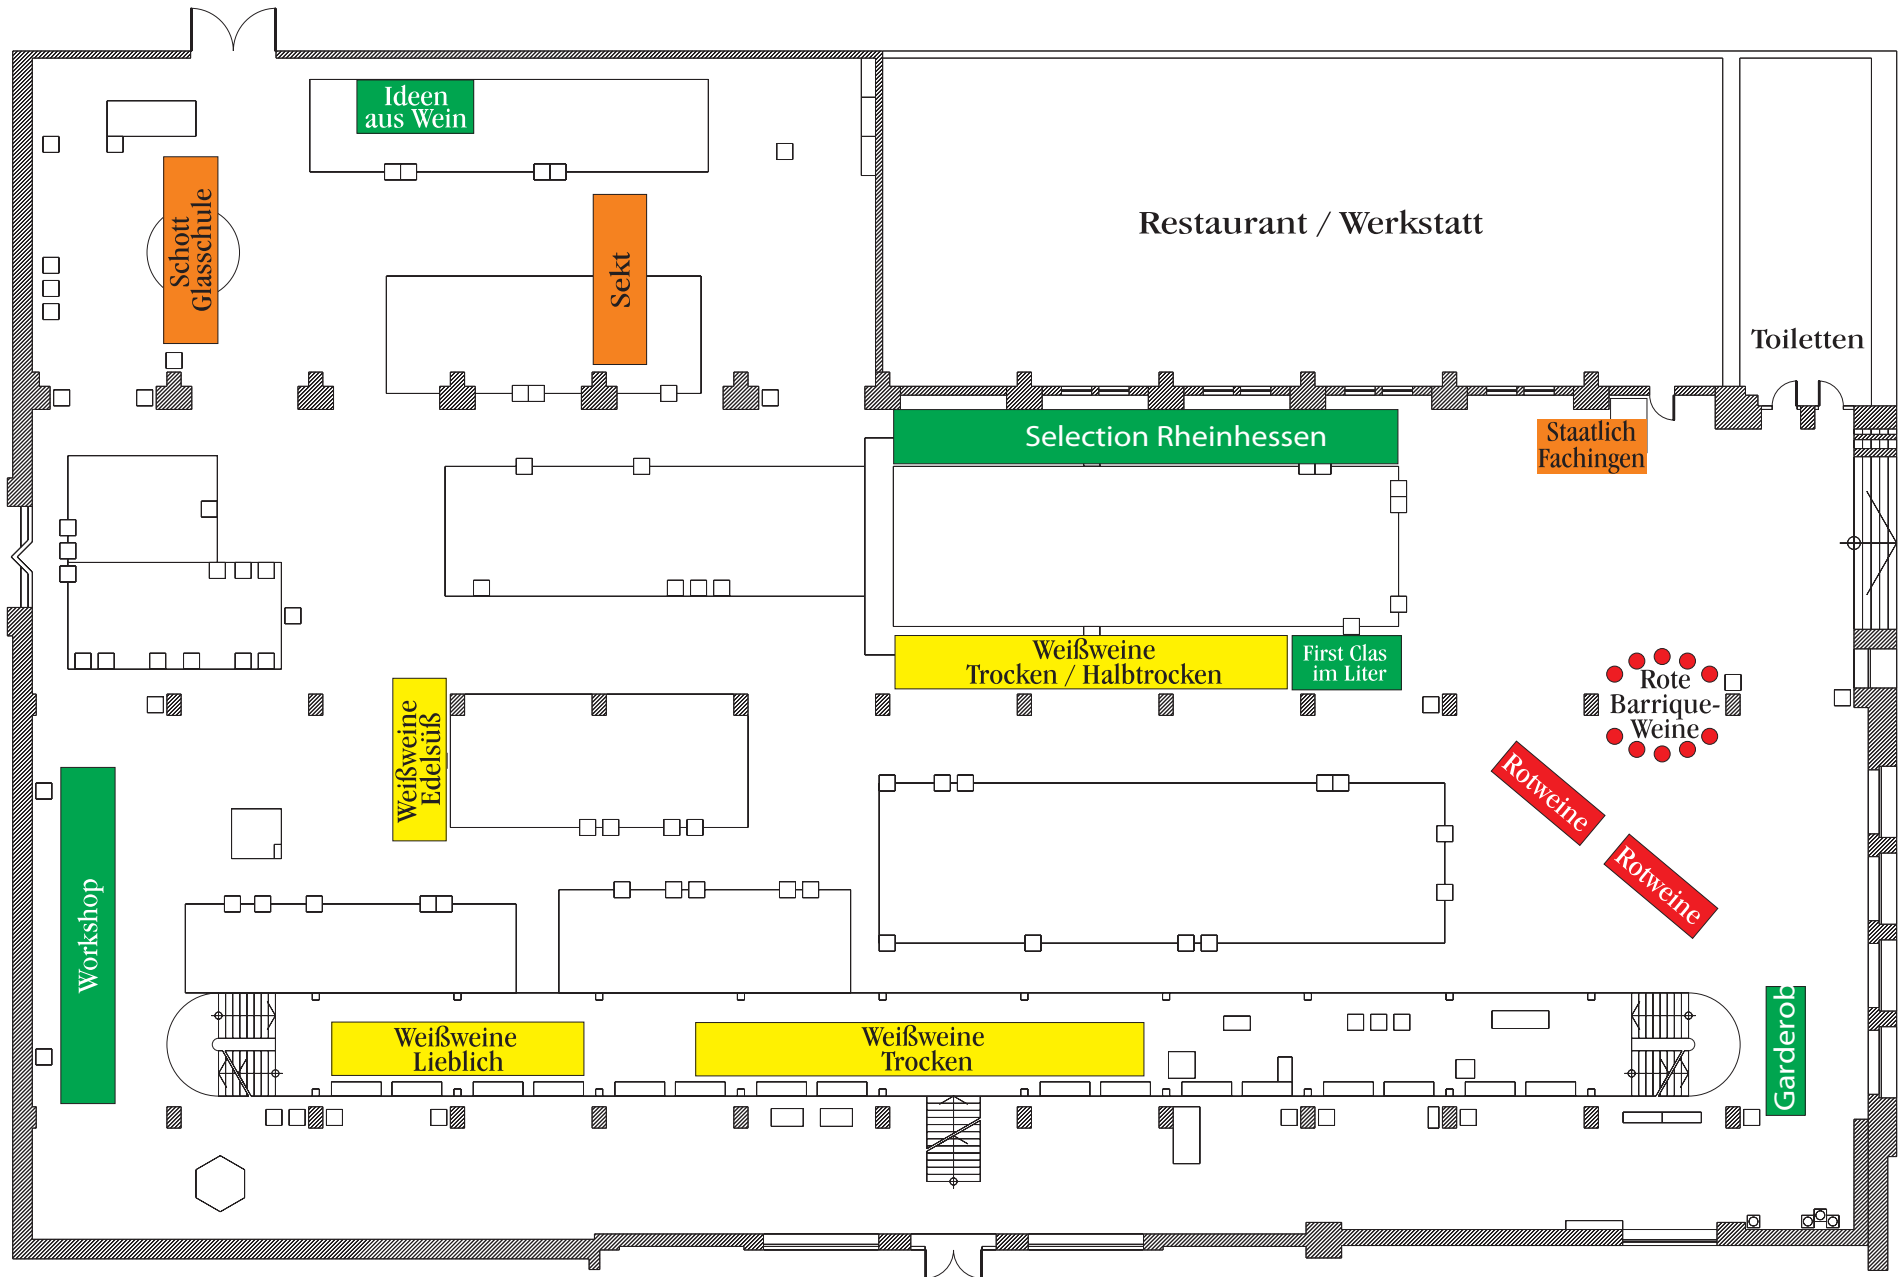 Ideen
aus Wein
Schott
Glasschule
Sekt
Restaurant / Werkstatt
Toiletten
Selection Rheinhessen
Staatlich
Fachingen
Weißweine
Trocken / Halbtrocken
First Clas
im Liter
Rote
Barrique-
Weine
Weißweine
Edelsüß
Rotweine
Rotweine
Workshop
Weißweine
Lieblich
Weißweine
Trocken
Garderob